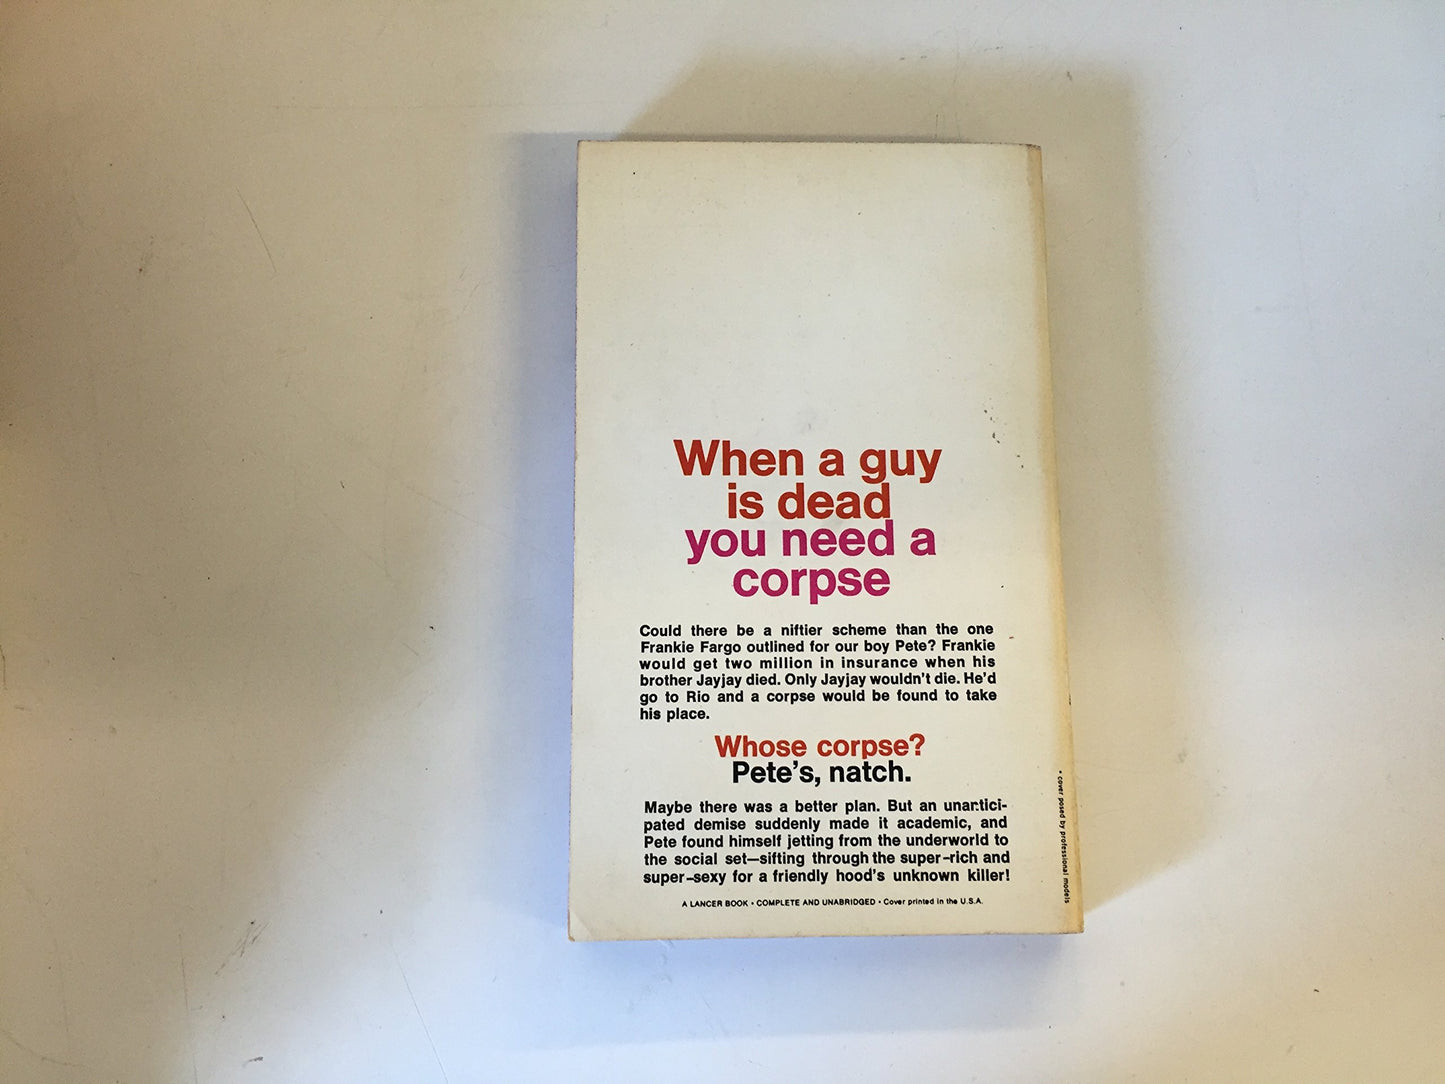 When a guy
is dead
you need a
corpse
Could there be a niftier scheme than the one
Frankie Fargo outlined for our boy Pete? Frankie
would get two million in insurance when his
brother Jayjay died. Only Jayjay wouldn't die. He'd
go to Rio and a corpse would be found to take
his place.
Whose corpse?
Pete's, natch.
Maybe there was a better plan. But an unantici-
pated demise suddenly made it academic, and
Pete found himself jetting from the underworld to
the social set—sifting through the super-rich and
super-sexy for a friendly hood's unknown killer!
A LANCER BOOK • COMPLETE AND UNABRIDGED • Cover printed in the U.S.A.
• cover posed by professional models